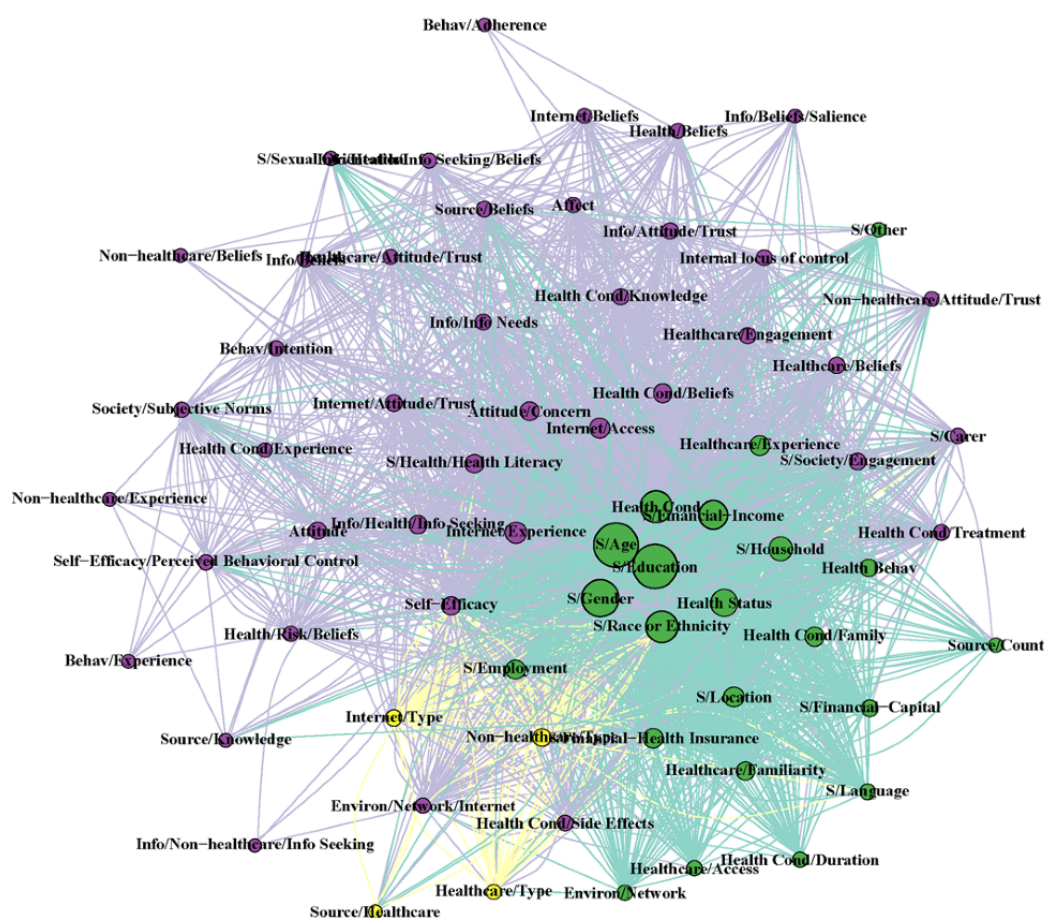 Behav/Adherence
Internet/Beliefs
Info/Beliefs/Salience
Health/Beliefs
S/Sexual
Info Seeking/Beliefs
Source/Beliefs
Affect
Info/Attitude/Trust
S/Other
Non−healthcare/Beliefs
Info/Beliefs
Healthcare/Attitude/Trust
Internal locus of control
Health Cond/Knowledge
Non−healthcare/Attitude/Trust
Info/Info Needs
Healthcare/Engagement
Behav/Intention
Healthcare/Beliefs
Health Cond/Beliefs
Society/Subjective Norms
Internet/Attitude/Trust
Attitude/Concern
Internet/Access
Health Cond/Experience
Healthcare/Experience
S/Carer
S/Health/Health Literacy
S/Society/Engagement
Non−healthcare/Experience
Health Cond
S/Financial−Income
Attitude
Info/Health/Info Seeking
Internet/Experience
Health Cond/Treatment
S/Age
S/Household
Self−Efficacy/Perceived Behavioral Control
S/Education
Health Behav
S/Gender
Self−Efficacy
Health Status
Health/Risk/Beliefs
S/Race or Ethnicity
Health Cond/Family
Source/Count
Behav/Experience
S/Employment
S/Location
S/Financial−Capital
Internet/Type
Source/Knowledge
Non−healthcare/Type
S/Financial−Health Insurance
Healthcare/Familiarity
S/Language
Environ/Network/Internet
Health Cond/Side Effects
Info/Non−healthcare/Info Seeking
Health Cond/Duration
Healthcare/Access
Healthcare/Type
Environ/Network
Source/Healthcare